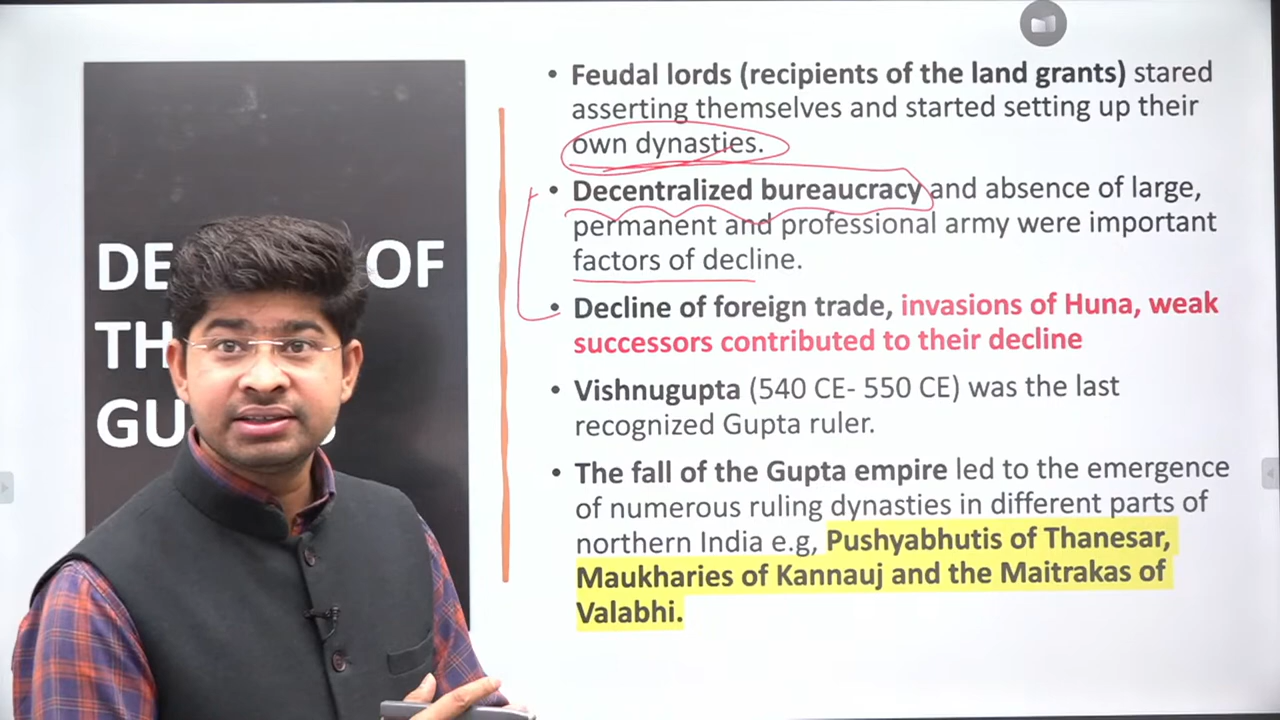 DE OF
TH
GU S
• Feudal lords (recipients of the land grants) stared
asserting themselves and started setting up their
own dynasties.
• Decentralized bureaucracy and absence of large,
permanent and professional army were important
factors of decline.
• Decline of foreign trade, invasions of Huna, weak
successors contributed to their decline
• Vishnugupta (540 CE- 550 CE) was the last
recognized Gupta ruler.
• The fall of the Gupta empire led to the emergence
of numerous ruling dynasties in different parts of
northern India e.g, Pushyabhutis of Thanesar,
Maukharies of Kannauj and the Maitrakas of
Valabhi.